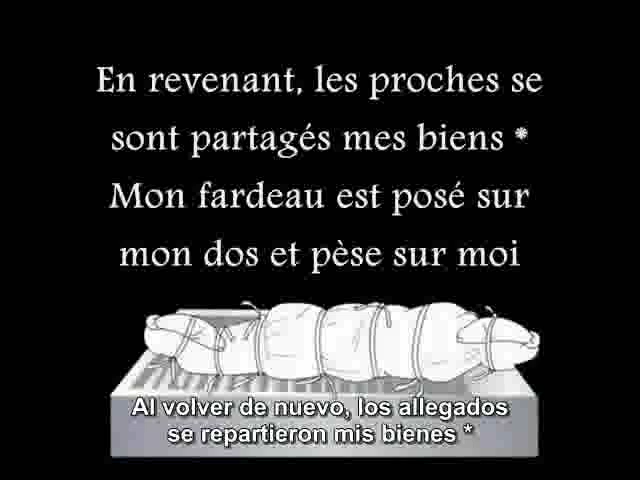 En revenant, les proches se
sont partagés mes biens *
Mon fardeau est posé sur
mon dos et pèse sur moi
Al volver de nuevo, los allegados
se repartieron mis bienes *